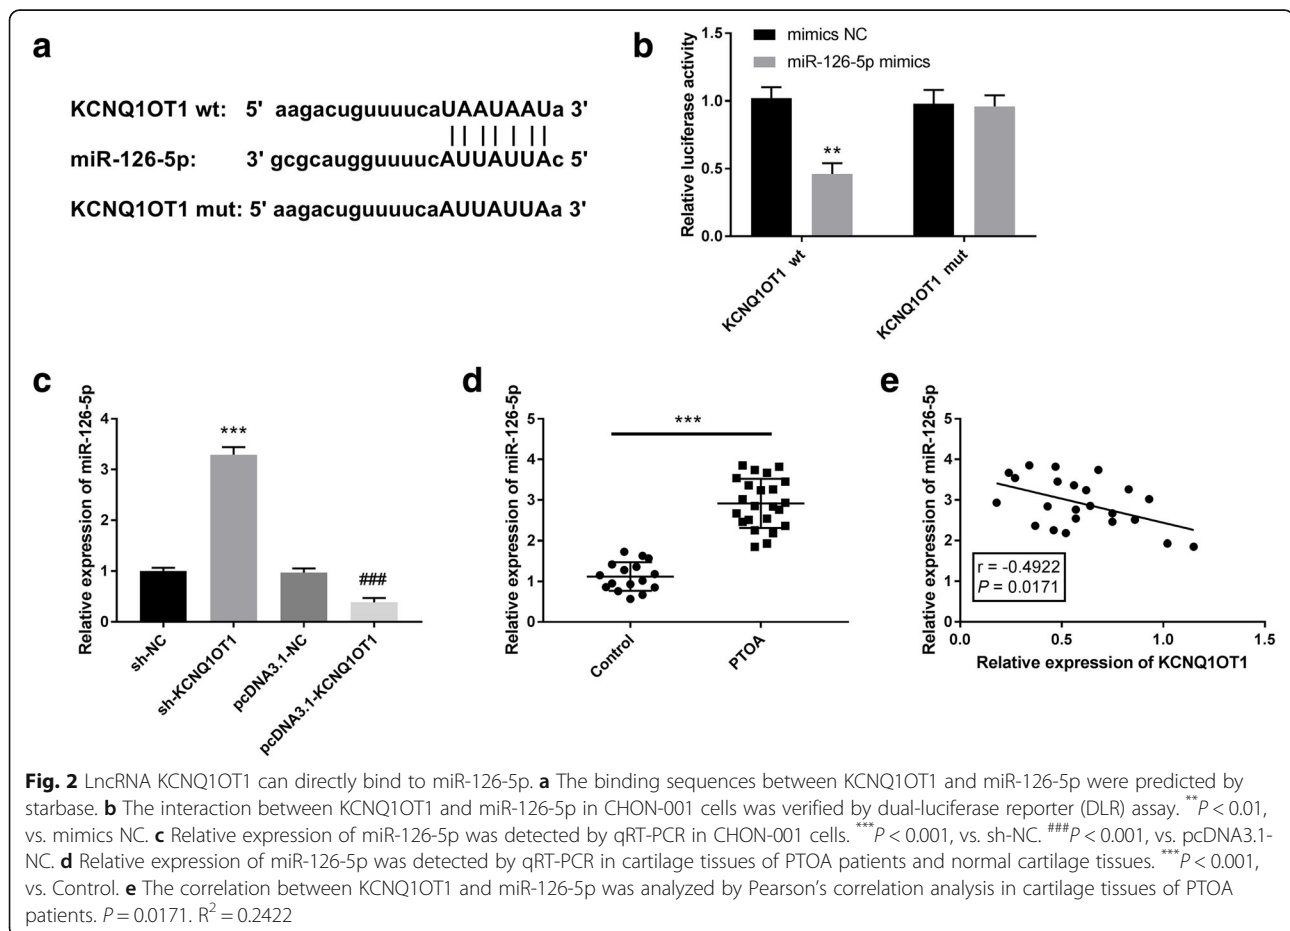 a
KCNQ1OT1 wt: 5' aagacuguuuucaUAAUAAUa 3'
miR-126-5p: 3' gcgcaugguuuucAUUAUUAc 5'
KCNQ1OT1 mut: 5' aagacuguuuucaAUUAUUAa 3'
b
mimics NC
miR-126-5p mimics
Relative luciferase activity
1.5
1.0
0.5
0.0
**
KCNQ1OT1 wt
KCNQ1OT1 mut
c
Relative expression of miR-126-5p
4
3
2
1
0
***
###
sh-NC
sh-KCNQ1OT1
pcDNA3.1-NC
pcDNA3.1-KCNQ1OT1
d
Relative expression of miR-126-5p
5
4
3
2
1
0
***
Control
PTOA
e
Relative expression of miR-126-5p
5
4
3
2
1
0
r = -0.4922
P = 0.0171
0.0
0.5
1.0
1.5
Relative expression of KCNQ1OT1
Fig. 2 LncRNA KCNQ1OT1 can directly bind to miR-126-5p. a The binding sequences between KCNQ1OT1 and miR-126-5p were predicted by
starbase. b The interaction between KCNQ1OT1 and miR-126-5p in CHON-001 cells was verified by dual-luciferase reporter (DLR) assay. **P < 0.01,
vs. mimics NC. c Relative expression of miR-126-5p was detected by qRT-PCR in CHON-001 cells. ***P < 0.001, vs. sh-NC. ###P < 0.001, vs. pcDNA3.1-
NC. d Relative expression of miR-126-5p was detected by qRT-PCR in cartilage tissues of PTOA patients and normal cartilage tissues. ***P < 0.001,
vs. Control. e The correlation between KCNQ1OT1 and miR-126-5p was analyzed by Pearson's correlation analysis in cartilage tissues of PTOA
patients. P = 0.0171. R² = 0.2422